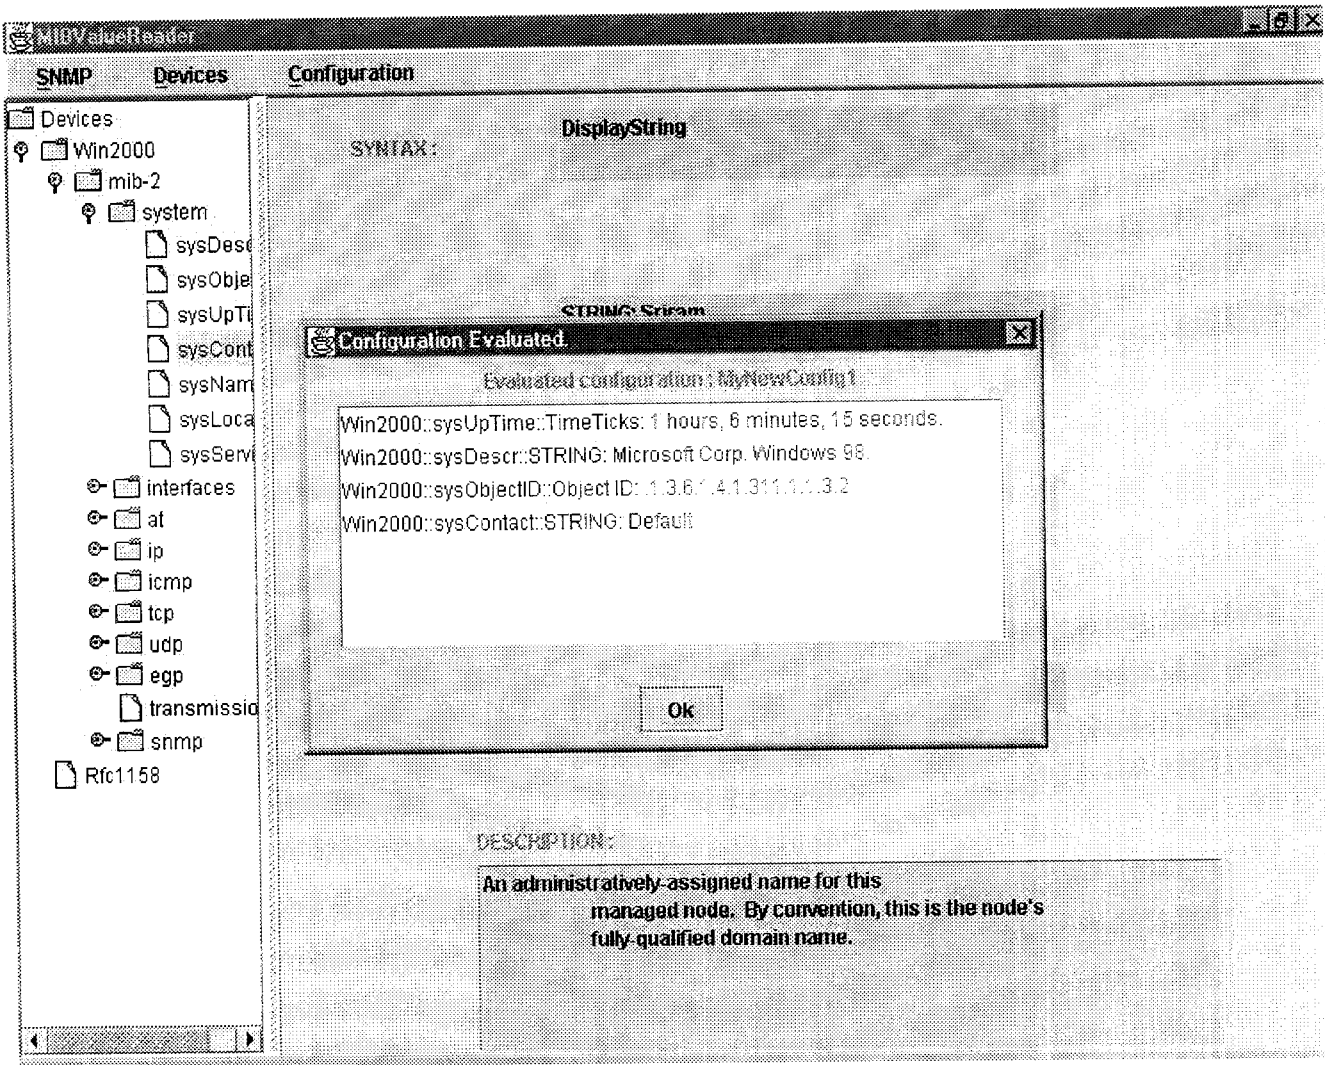 MIBValueReader
SNMP Devices Configuration
Devices
Win2000
mib-2
system
sysDesc
sysObje
sysUpTi
sysCont
sysNam
sysLoca
sysServi
interfaces
at
ip
icmp
tcp
udp
egp
transmissio
snmp
Rfc1158
SYNTAX :
DisplayString
STRING: Sriram
Configuration Evaluated.
Evaluated configuration : MyNewConfig1
Win2000::sysUpTime::TimeTicks: 1 hours, 6 minutes, 15 seconds.
Win2000::sysDescr::STRING: Microsoft Corp. Windows 98.
Win2000::sysObjectID::Object ID: .1.3.6.1.4.1.311.1.1.3.2
Win2000::sysContact::STRING: Default
Ok
DESCRIPTION :
An administratively-assigned name for this
managed node. By convention, this is the node's
fully-qualified domain name.